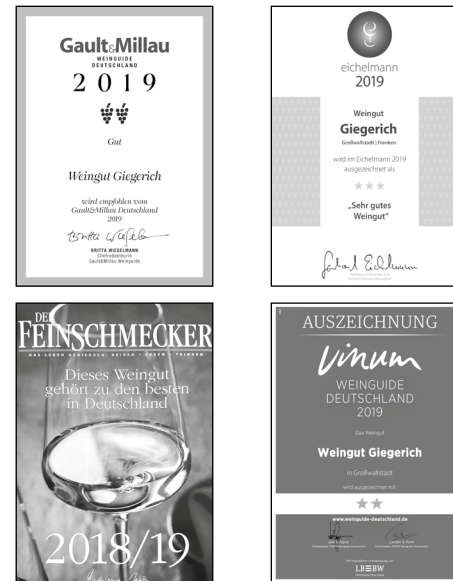 Gault&Millau
WEINGUIDE
DEUTSCHLAND
2019
Gut
Weingut Giegerich
wird empfohlen vom
Gault&Millau Deutschland
2019
BRITTA WIEGELMANN
Chefredakteurin
Gault&Millau Weinguide
eichelmann
2019
Weingut
Giegerich
Großwallstadt | Franken
wird im Eichelmann 2019
ausgezeichnet als
„Sehr gutes
Weingut“
DER
FEINSCHMECKER
Dieses Weingut
gehört zu den besten
in Deutschland
2018/19
AUSZEICHNUNG
vinum
WEINGUIDE
DEUTSCHLAND
2019
Das Weingut
Weingut Giegerich
in Großwallstadt
wird ausgezeichnet mit
www.weinguide-deutschland.de
LBBW